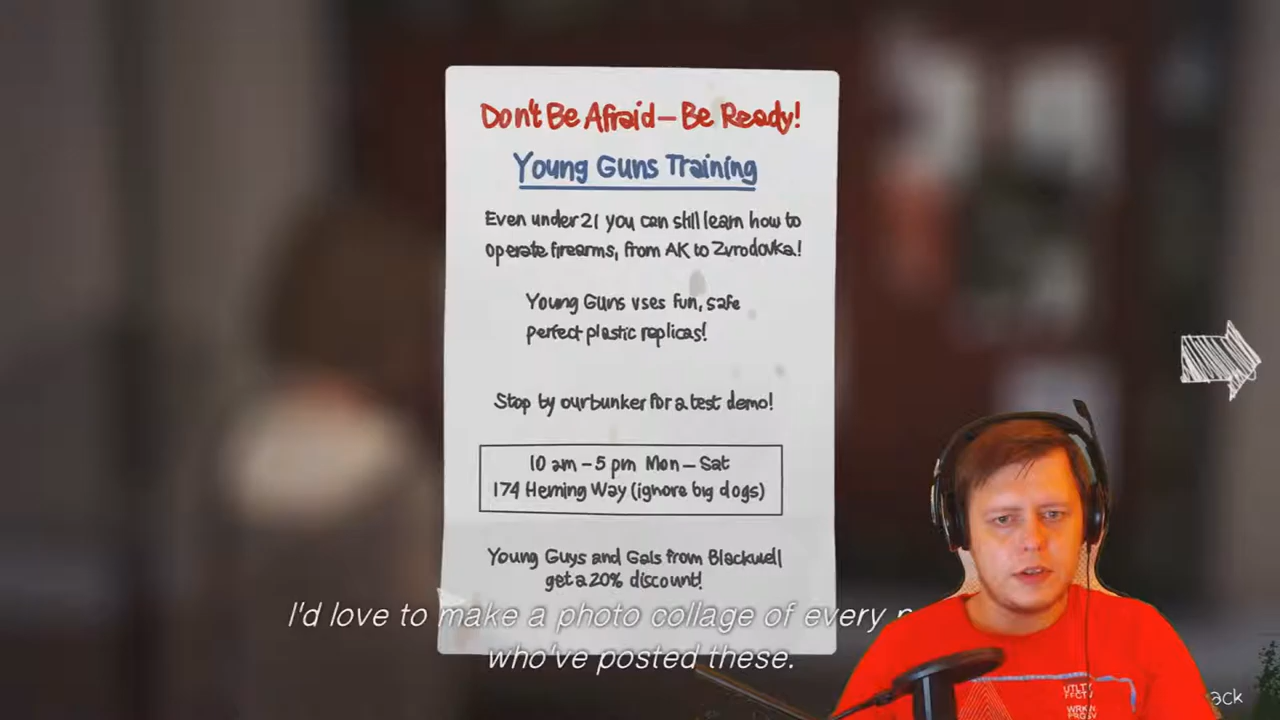 Don't Be Afraid – Be Ready!
Young Guns Training
Even under 21 you can still learn how to
operate firearms, from AK to Zvrodovka!
Young Guns uses fun, safe
perfect plastic replicas!
Stop by our bunker for a test demo!
10 am – 5 pm Mon – Sat
174 Heming Way (ignore big dogs)
Young Guys and Gals from Blackwell
get a 20% discount!
I'd love to make a photo collage of every
who've posted these.
ack